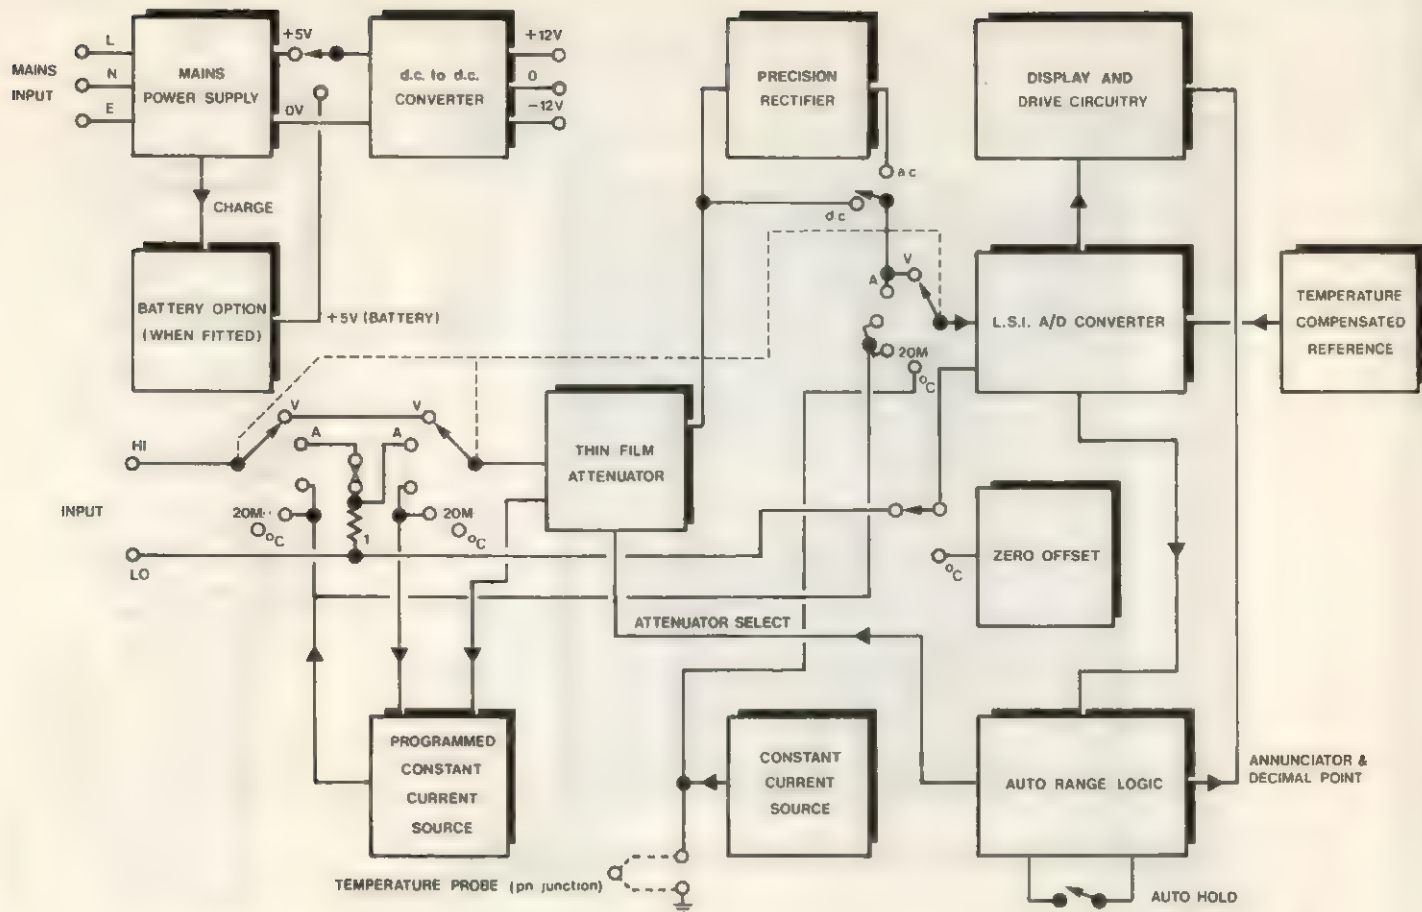 MAINS
INPUT
L
N
E
MAINS
POWER SUPPLY
+5V
0V
d.c. to d.c.
CONVERTER
+12V
0
-12V
PRECISION
RECTIFIER
DISPLAY AND
DRIVE CIRCUITRY
CHARGE
a.c
d.c
BATTERY OPTION
(WHEN FITTED)
+5V (BATTERY)
A
V
20M
°C
L.S.I. A/D CONVERTER
TEMPERATURE
COMPENSATED
REFERENCE
V
V
A
A
HI
INPUT
20M
°C
1
20M
°C
LO
THIN FILM
ATTENUATOR
°C
ZERO OFFSET
ATTENUATOR SELECT
PROGRAMMED
CONSTANT
CURRENT
SOURCE
CONSTANT
CURRENT
SOURCE
AUTO RANGE LOGIC
ANNUNCIATOR &
DECIMAL POINT
TEMPERATURE PROBE (pn junction)
AUTO HOLD